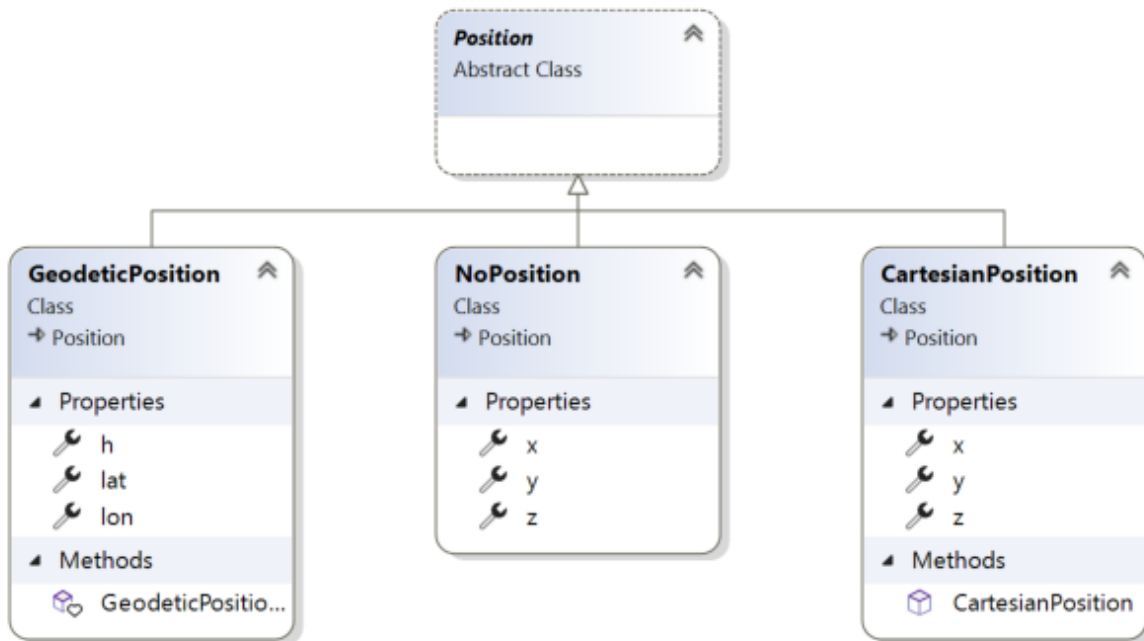 Position
Abstract Class
GeodeticPosition
Class
Position
Properties
h
lat
lon
Methods
GeodeticPositio...
NoPosition
Class
Position
Properties
x
y
z
CartesianPosition
Class
Position
Properties
x
y
z
Methods
CartesianPosition